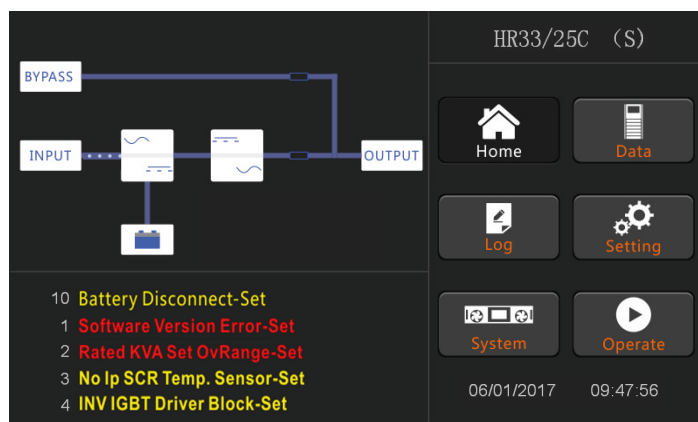 HR33/25C (S)
BYPASS
INPUT
OUTPUT
Home
Data
Log
Setting
System
Operate
10 Battery Disconnect-Set
1 Software Version Error-Set
2 Rated KVA Set OvRange-Set
3 No Ip SCR Temp. Sensor-Set
4 INV IGBT Driver Block-Set
06/01/2017 09:47:56